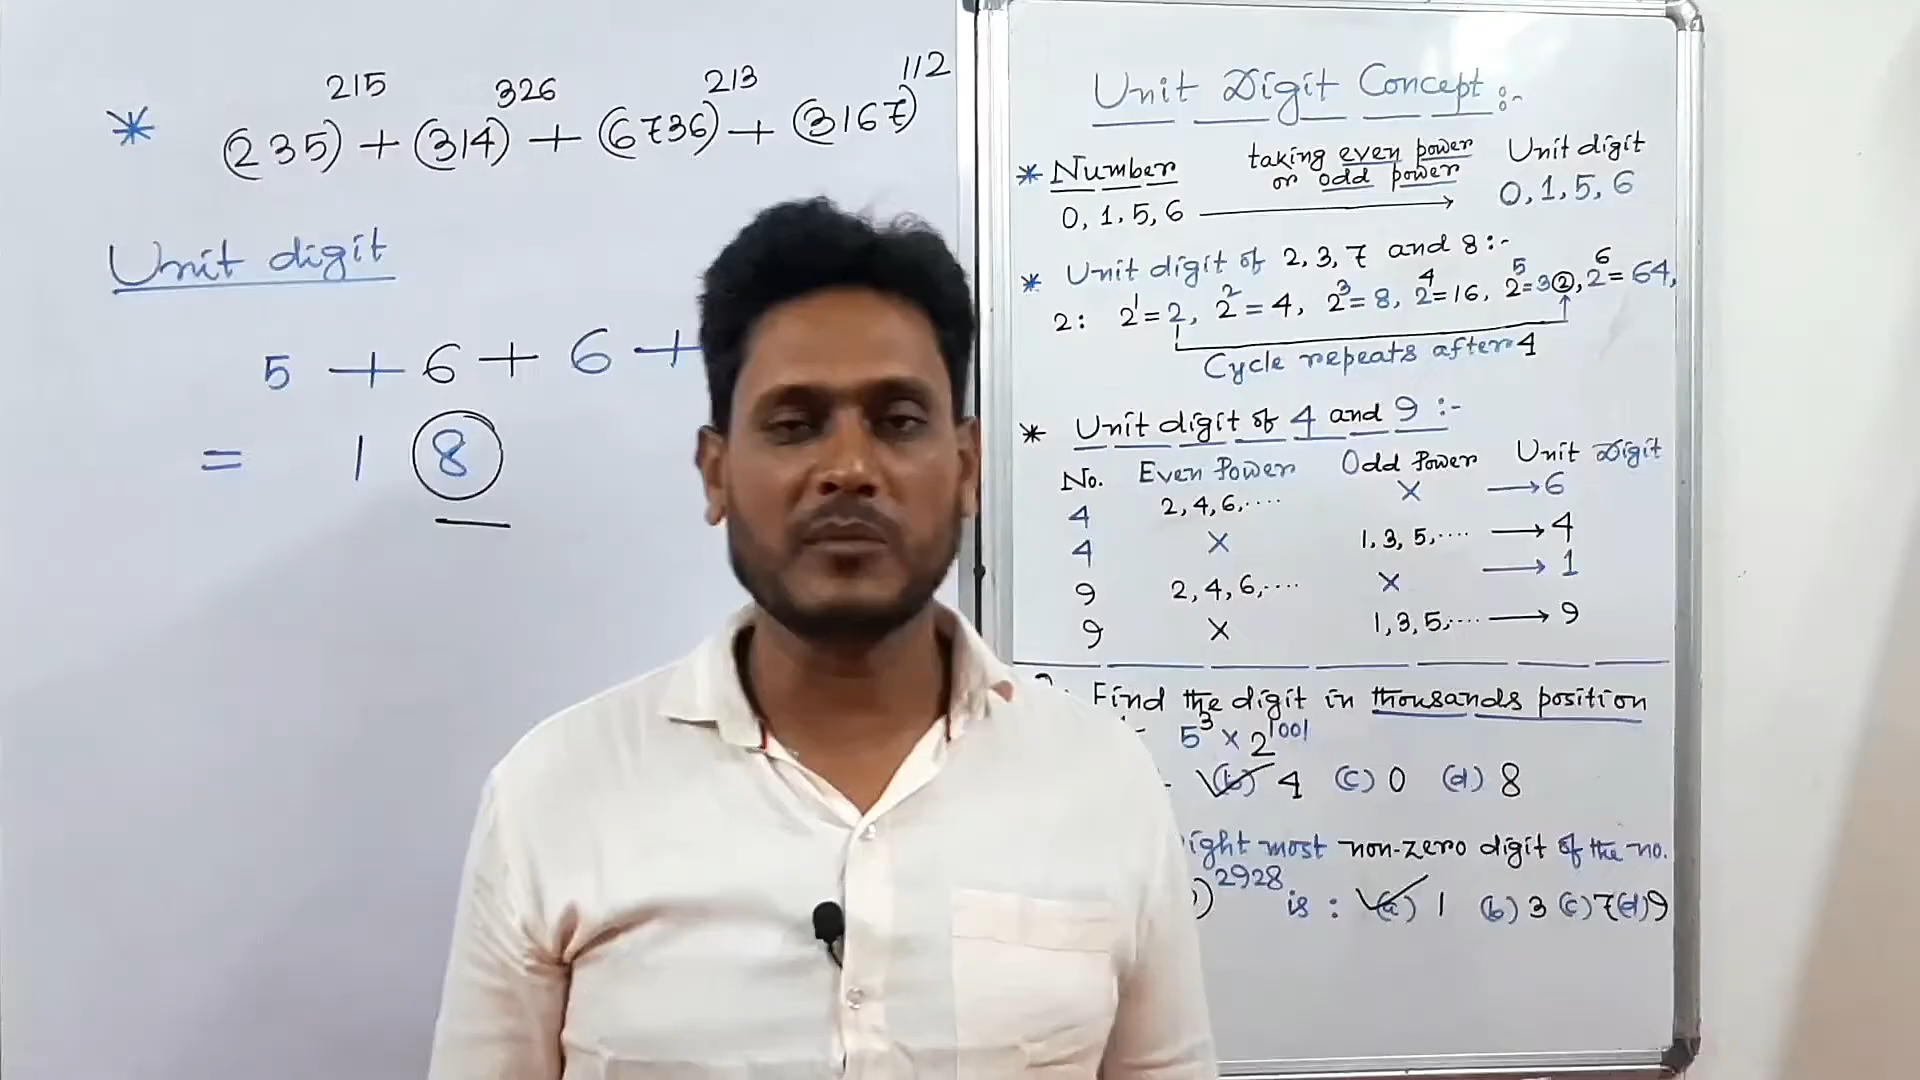 * (235)^215 + (314)^326 + (6736)^213 + (3167)^112
Unit digit
5 + 6 + 6 +
= 18
Unit Digit Concept :-
* Number taking even power or odd power Unit digit
0, 1, 5, 6 ⟶ 0, 1, 5, 6
* Unit digit of 2, 3, 7 and 8 :-
2: 2^1 = 2, 2^2 = 4, 2^3 = 8, 2^4 = 16, 2^5 = 32, 2^6 = 64,
Cycle repeats after 4
* Unit digit of 4 and 9 :-
No. Even Power Odd Power Unit Digit
4 2, 4, 6, .... × → 6
4 × 1, 3, 5, .... → 4
9 2, 4, 6, .... × → 1
9 × 1, 3, 5, .... → 9
Find the digit in thousands position
5^3 × 2^1001
(b) 4 (c) 0 (d) 8
ight most non-zero digit of the no.
)^2928 is : (a) 1 (b) 3 (c) 7 (d) 9